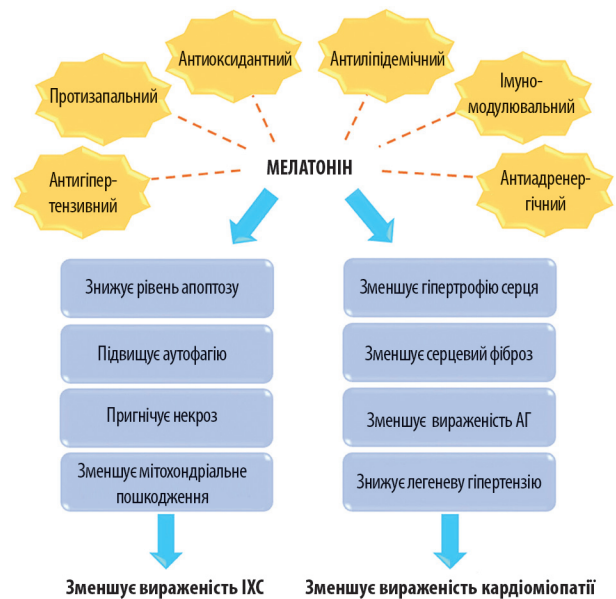 Антиоксидантний
Антиліпідемічний
Протизапальний
Імуно-
модулювальний
Антигіпер-
тензивний
МЕЛАТОНІН
Антиадренер-
гічний
Знижує рівень апоптозу
Зменшує гіпертрофію серця
Підвищує аутофагію
Зменшує серцевий фіброз
Пригнічує некроз
Зменшує вираженість АГ
Зменшує мітохондріальне
пошкодження
Знижує легеневу гіпертензію
Зменшує вираженість ІХС
Зменшує вираженість кардіоміопатії